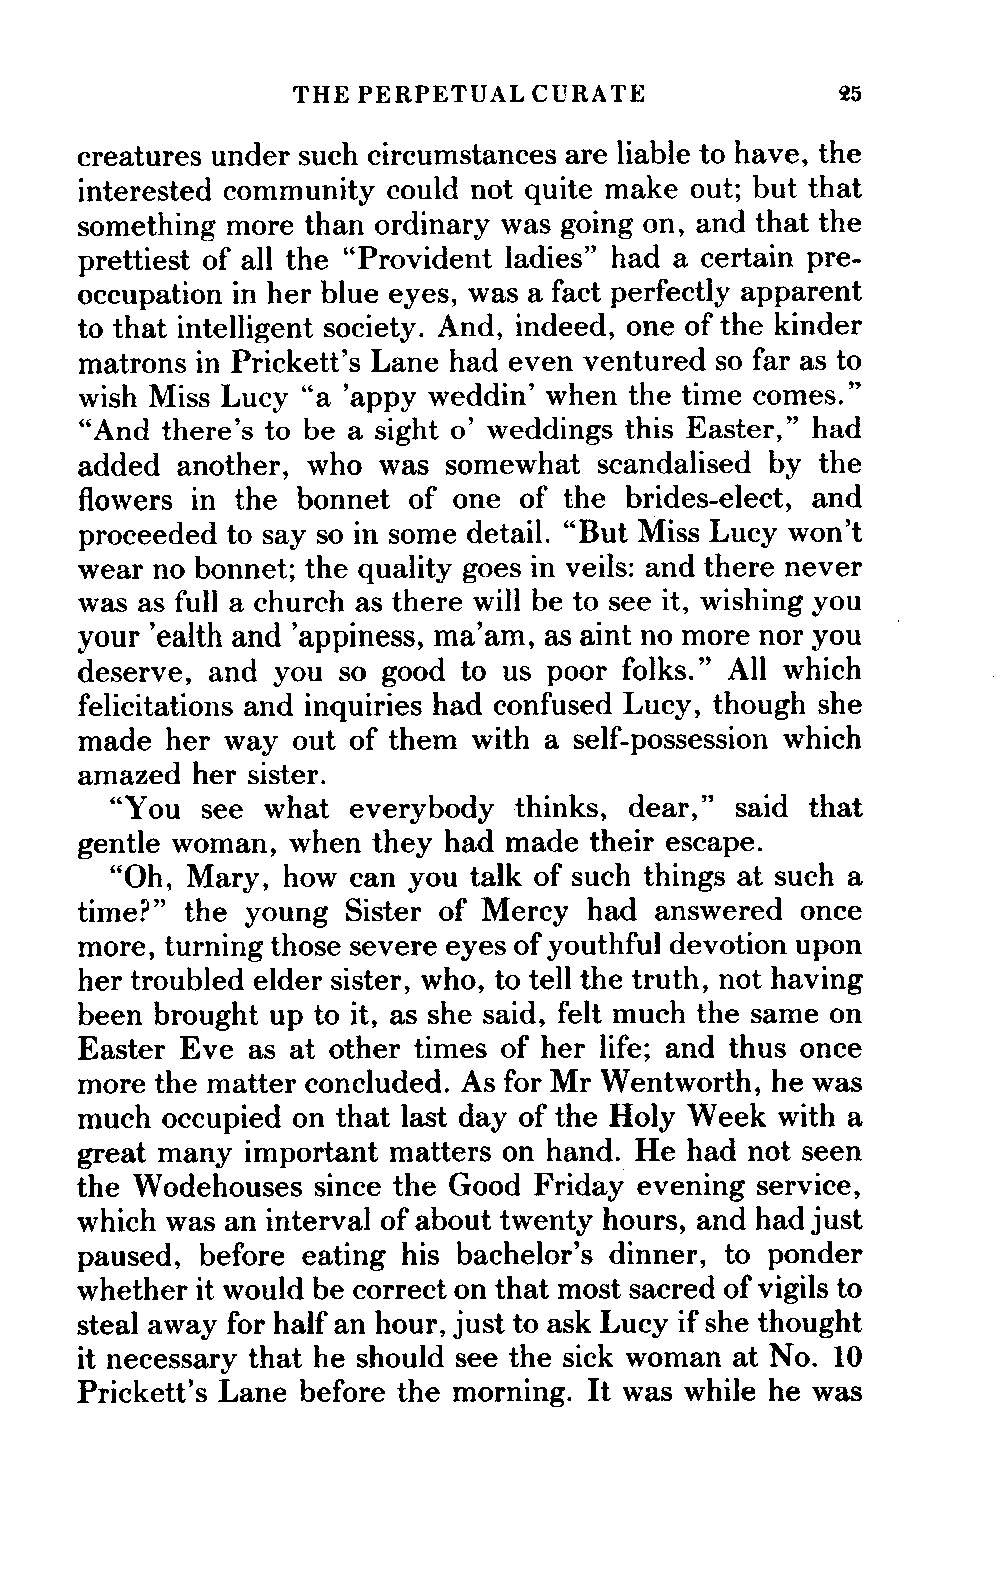 THE PERPETUAL CURATE 25
creatures under such circumstances are liable to have, the
interested community could not quite make out; but that
something more than ordinary was going on, and that the
prettiest of all the “Provident ladies” had a certain pre-
occupation in her blue eyes, was a fact perfectly apparent
to that intelligent society. And, indeed, one of the kinder
matrons in Prickett’s Lane had even ventured so far as to
wish Miss Lucy “a ’appy weddin’ when the time comes.”
“And there’s to be a sight o’ weddings this Easter,” had
added another, who was somewhat scandalised by the
flowers in the bonnet of one of the brides-elect, and
proceeded to say so in some detail. “But Miss Lucy won’t
wear no bonnet; the quality goes in veils: and there never
was as full a church as there will be to see it, wishing you
your ’ealth and ’appiness, ma’am, as aint no more nor you
deserve, and you so good to us poor folks.” All which
felicitations and inquiries had confused Lucy, though she
made her way out of them with a self-possession which
amazed her sister.
“You see what everybody thinks, dear,” said that
gentle woman, when they had made their escape.
“Oh, Mary, how can you talk of such things at such a
time?” the young Sister of Mercy had answered once
more, turning those severe eyes of youthful devotion upon
her troubled elder sister, who, to tell the truth, not having
been brought up to it, as she said, felt much the same on
Easter Eve as at other times of her life; and thus once
more the matter concluded. As for Mr Wentworth, he was
much occupied on that last day of the Holy Week with a
great many important matters on hand. He had not seen
the Wodehouses since the Good Friday evening service,
which was an interval of about twenty hours, and had just
paused, before eating his bachelor’s dinner, to ponder
whether it would be correct on that most sacred of vigils to
steal away for half an hour, just to ask Lucy if she thought
it necessary that he should see the sick woman at No. 10
Prickett’s Lane before the morning. It was while he was